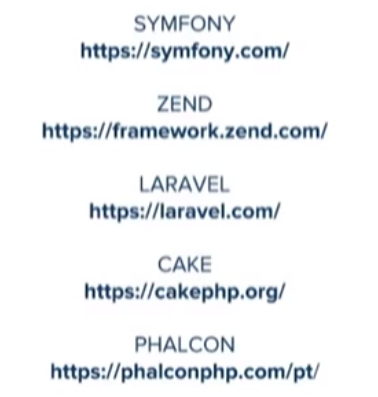 SYMFONY
https://symfony.com/
ZEND
https://framework.zend.com/
LARAVEL
https://laravel.com/
CAKE
https://cakephp.org/
PHALCON
https://phalconphp.com/pt/